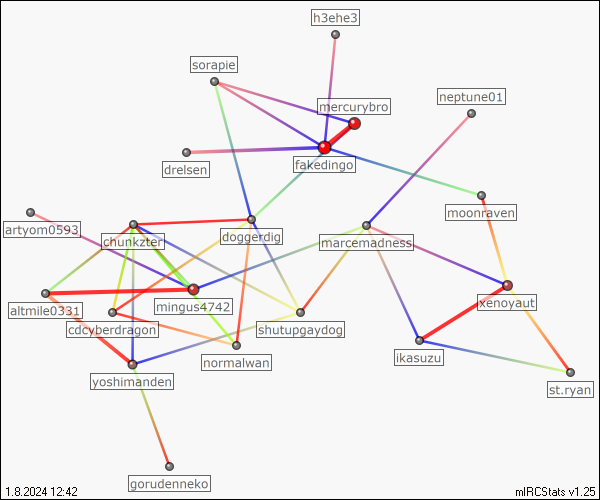 h3ehe3
sorapie
neptune01
mercurybro
fakedingo
drelsen
moonraven
artyom0593
chunkzter
doggerdig
marcemadness
altmile0331
mingus4742
xenoyaut
cdcyberdragon
shutupgaydog
yoshimanden
normalwan
ikasuzu
st.ryan
gorudenneko
1.8.2024 12:42
mIRCStats v1.25